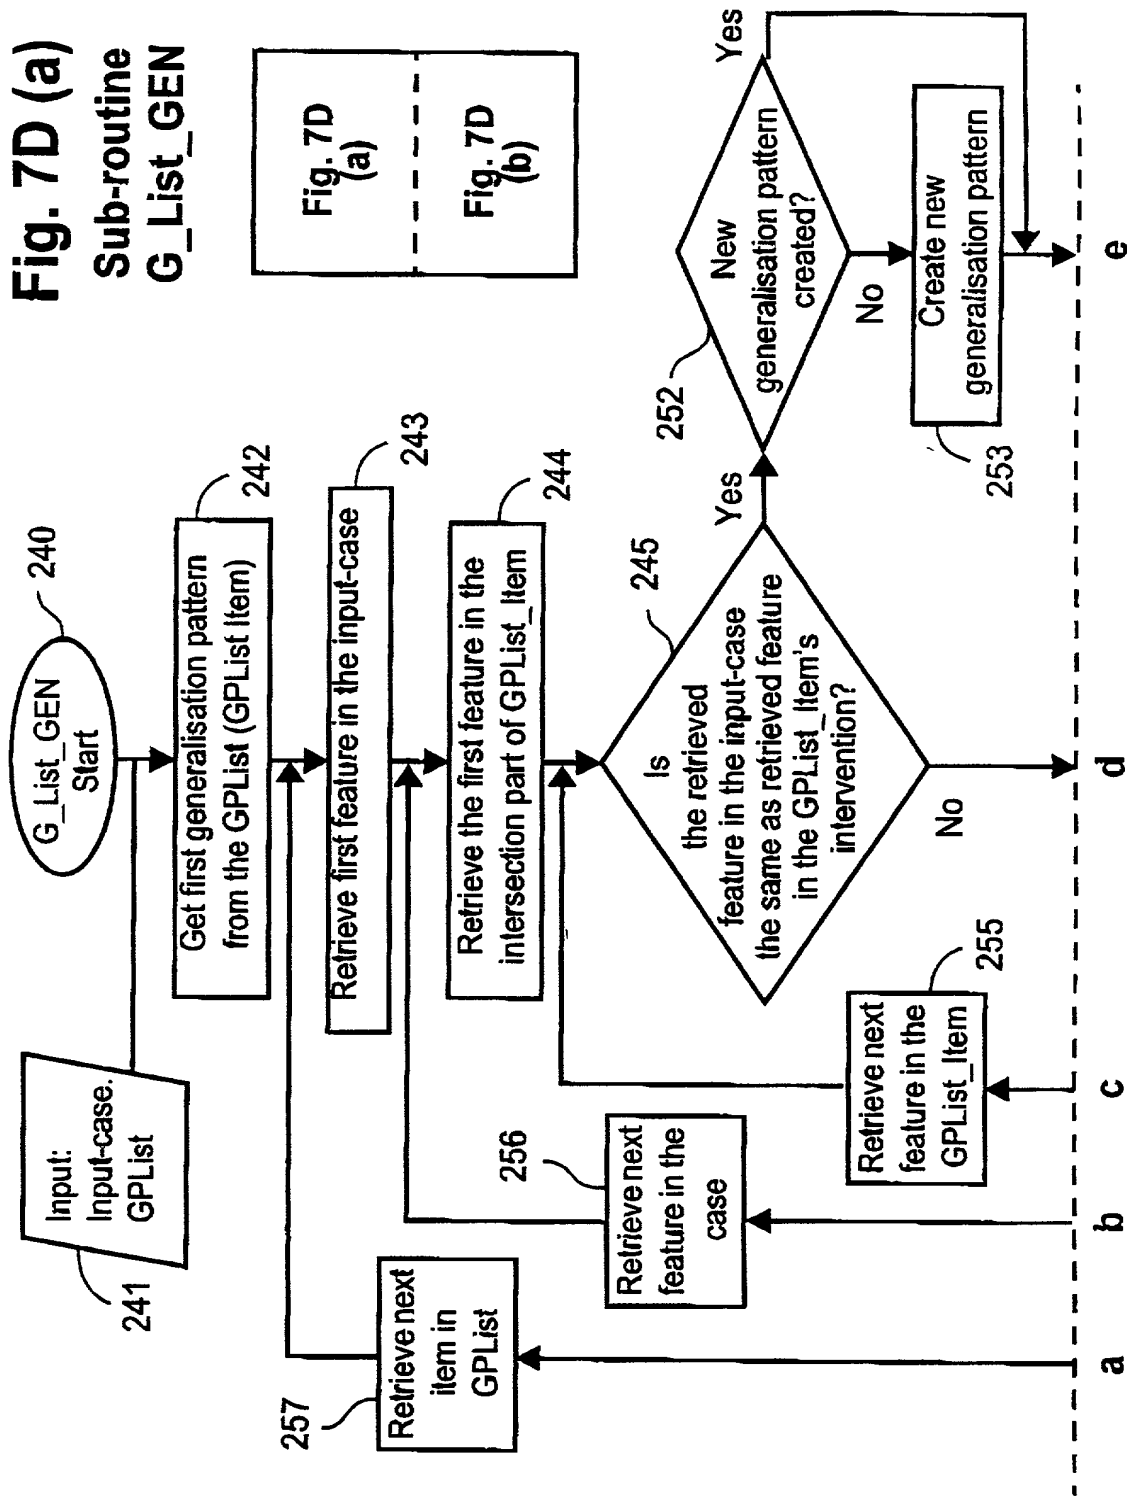 Fig. 7D (a)
Sub-routine
G_List_GEN
Fig. 7D
(a)
Fig. 7D
(b)
G_List_GEN
Start
240
Input:
Input-case.
GPList
241
Get first generalisation pattern
from the GPList (GPList Item)
242
Retrieve first feature in the input-case
243
Retrieve the first feature in the
intersection part of GPList_Item
244
Is
the retrieved
feature in the input-case
the same as retrieved feature
in the GPList_Item's
intervention?
245
Yes
No
New
generalisation pattern
created?
252
Yes
No
Create new
generalisation pattern
253
Retrieve next
item in
GPList
257
Retrieve next
feature in the
case
256
Retrieve next
feature in the
GPList_Item
255
a
b
c
d
e